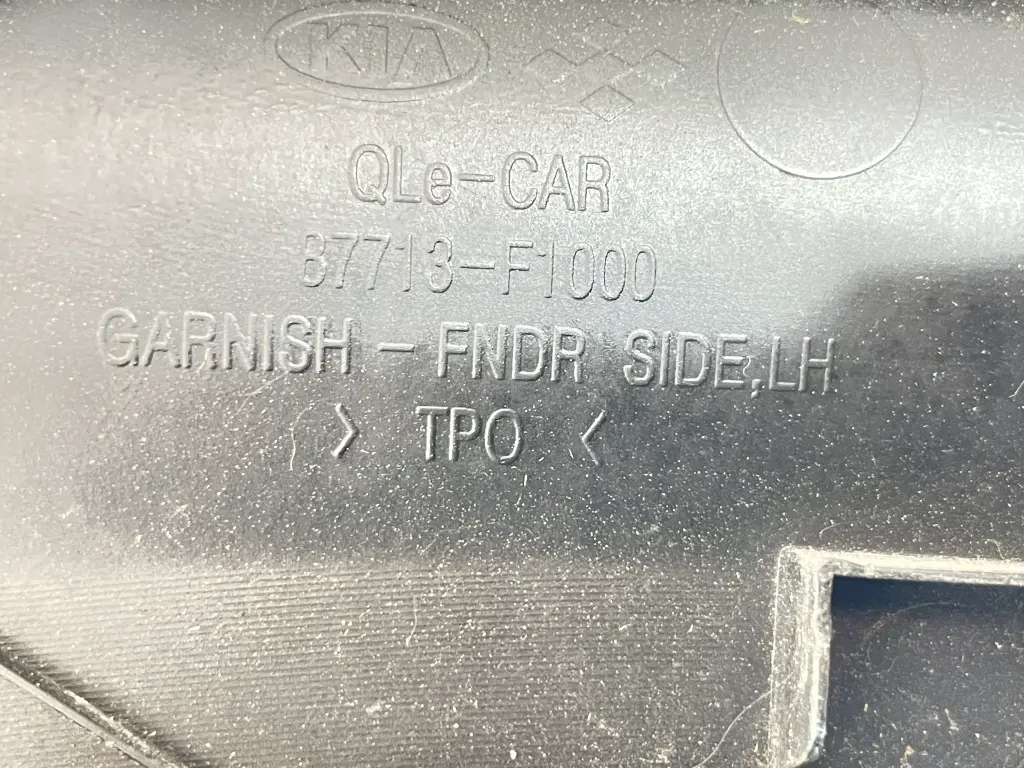 KIA
QLe-CAR
87713-F1000
GARNISH - FNDR SIDE,LH
> TPO <